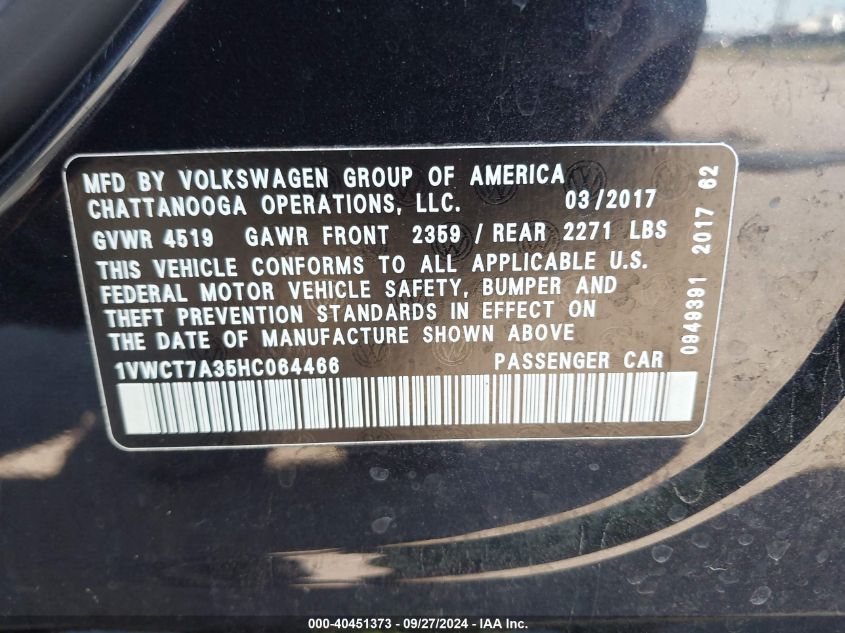 MFD BY VOLKSWAGEN GROUP OF AMERICA
CHATTANOOGA OPERATIONS, LLC. 03/2017
GVWR 4519 GAWR FRONT 2359 / REAR 2271 LBS
THIS VEHICLE CONFORMS TO ALL APPLICABLE U.S.
FEDERAL MOTOR VEHICLE SAFETY, BUMPER AND
THEFT PREVENTION STANDARDS IN EFFECT ON
THE DATE OF MANUFACTURE SHOWN ABOVE
1VWCT7A35HC064466 PASSENGER CAR
0949391 2017 62
000-40451373 - 09/27/2024 - IAA Inc.